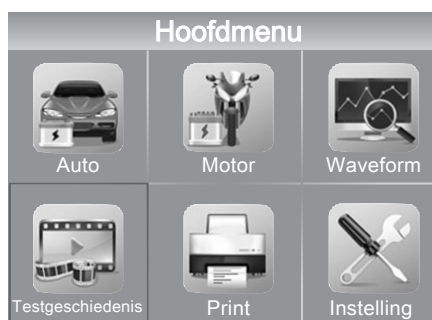 Hoofdmenu
Auto
Motor
Waveform
Testgeschiedenis
Print
Instelling